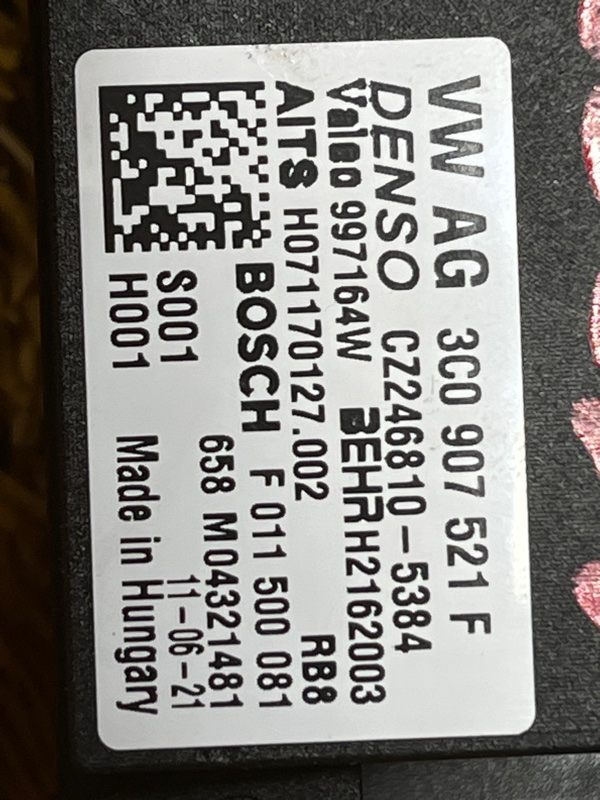 VW AG 3C0 907 521 F
DENSO CZ246810-5384
Valeo 997164W BEHR H2162003
AITS H071170127.002 RB8
BOSCH F 011 500 081
S001 658 M04321481
11-06-21
H001 Made in Hungary